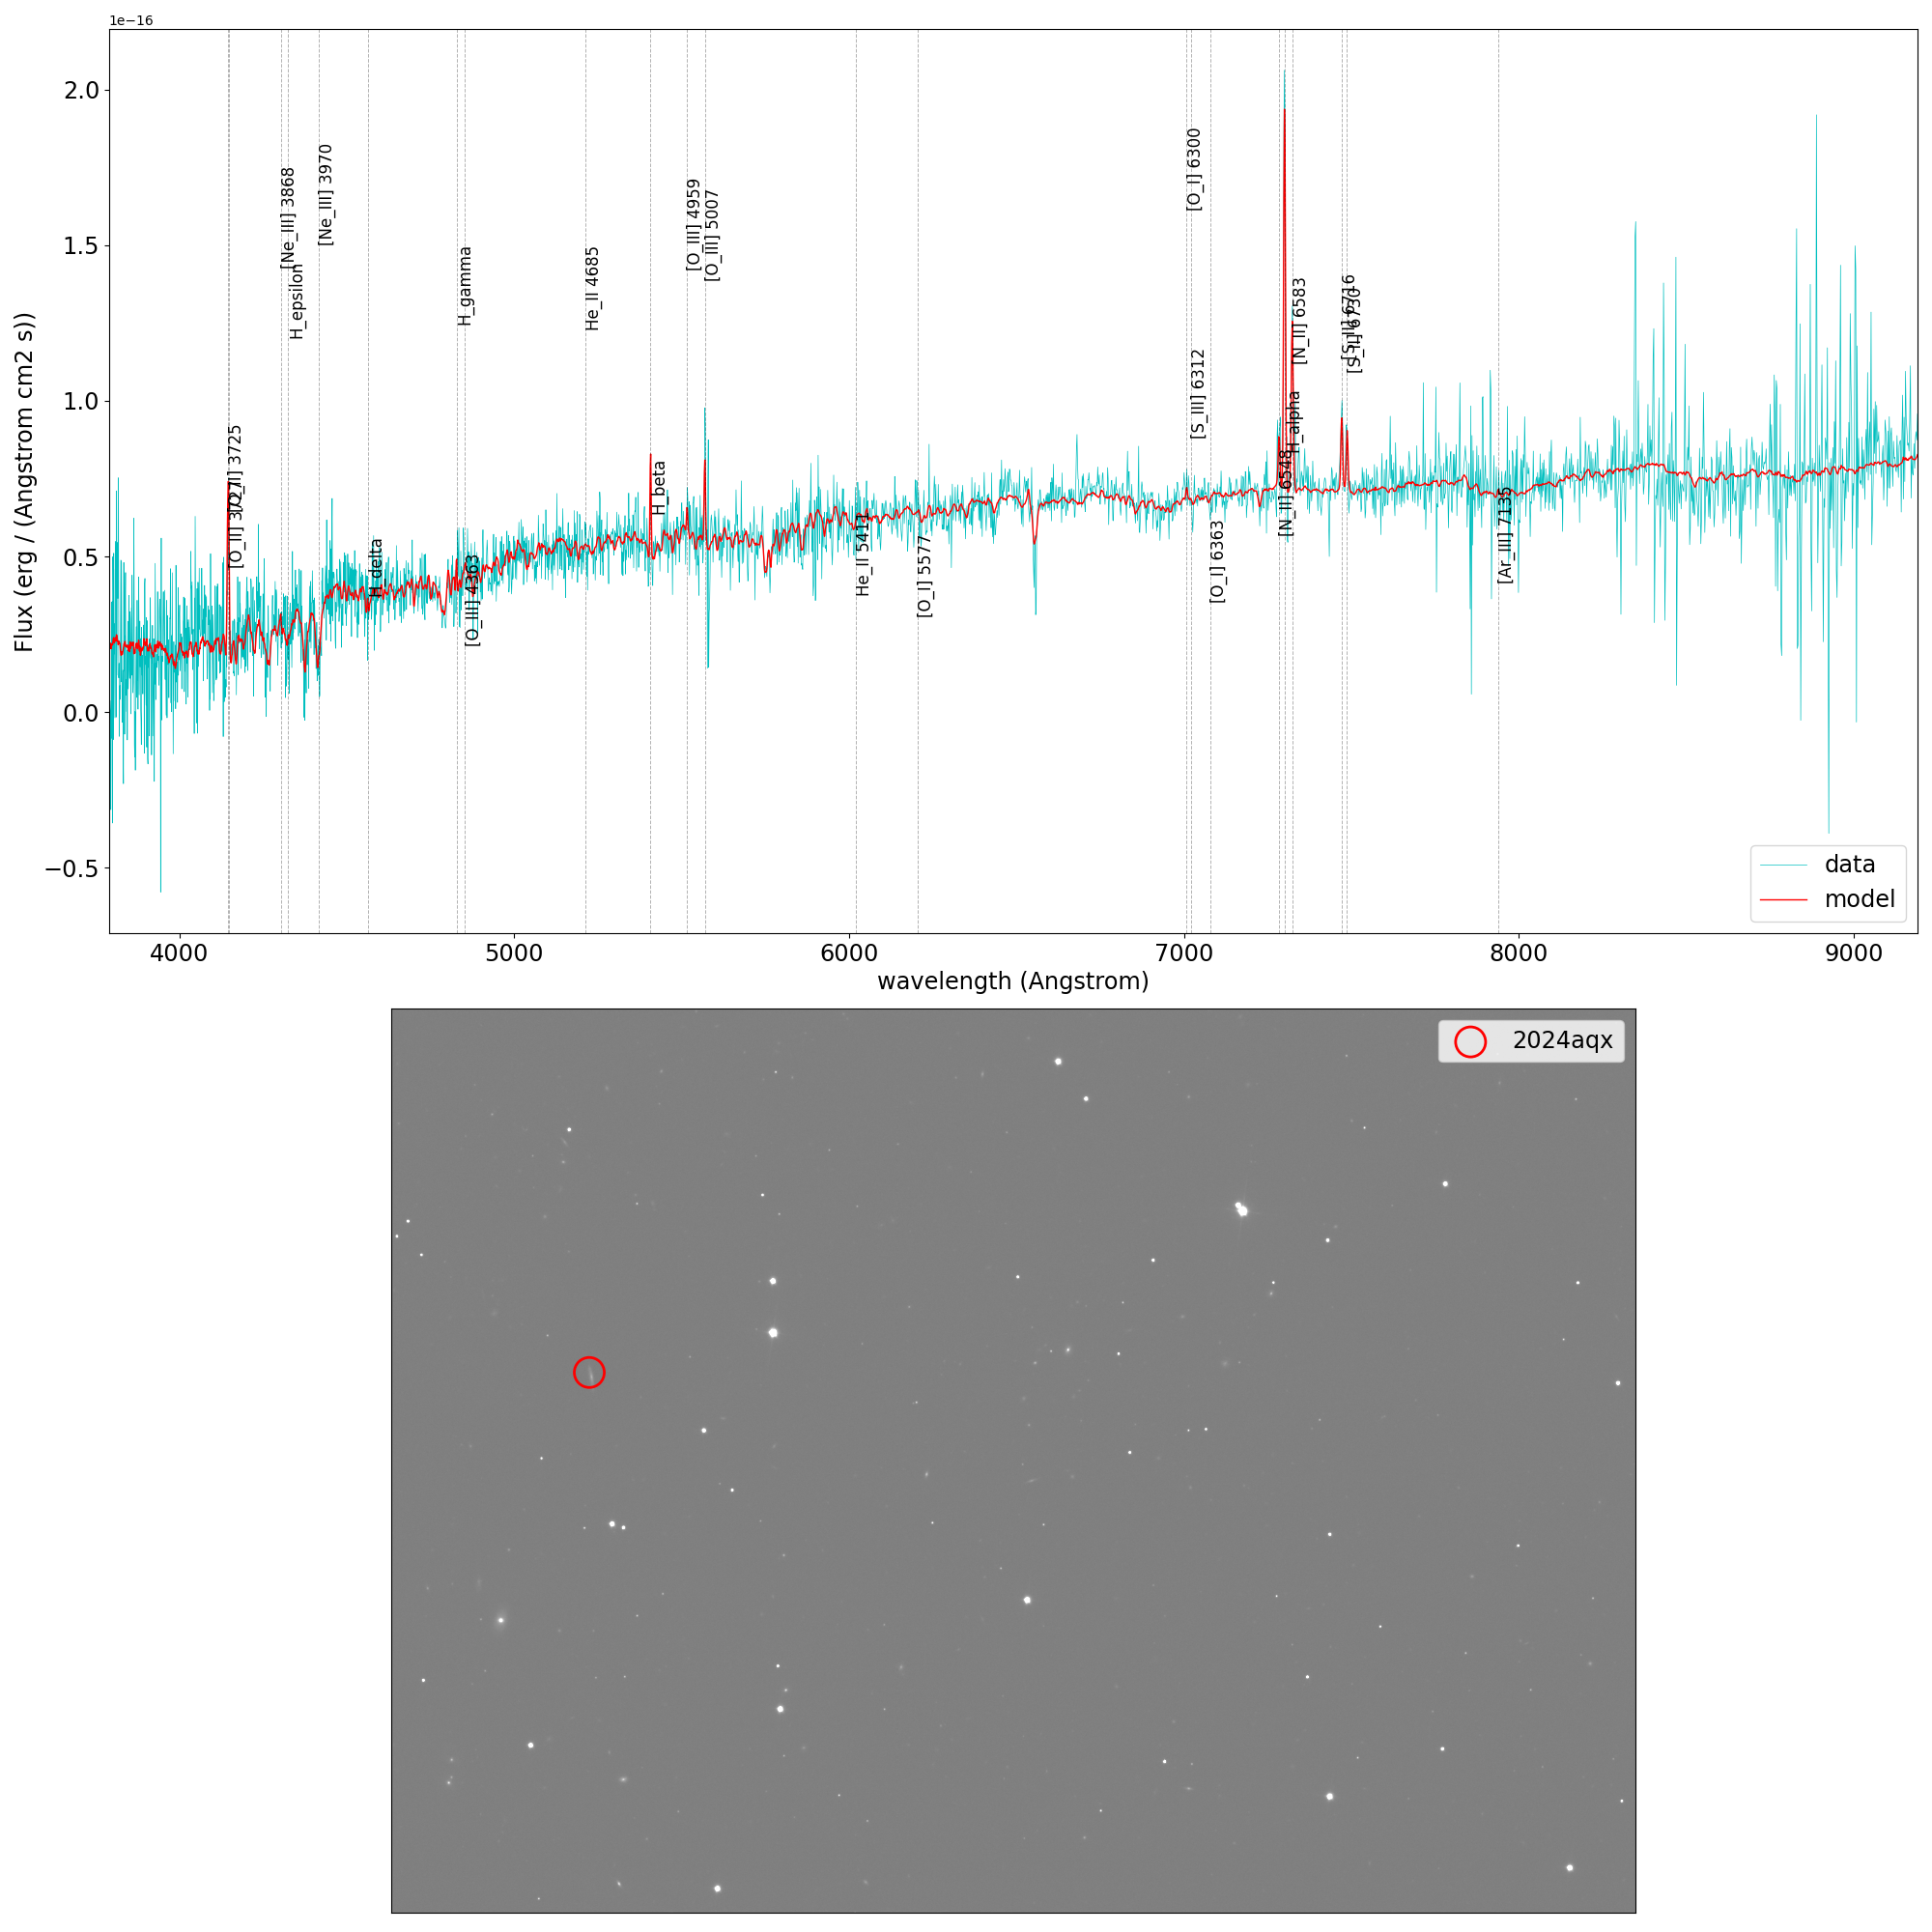 1e−16
Flux (erg / (Angstrom cm2 s))
2.0
1.5
1.0
0.5
0.0
−0.5
[O_II] 3725
[O_II] 3727
[Ne_III] 3868
H_epsilon
[Ne_III] 3970
H_delta
H_gamma
[O_III] 4363
He_II 4685
H_beta
[O_III] 4959
[O_III] 5007
He_II 5411
[O_I] 5577
[O_I] 6300
[S_III] 6312
[O_I] 6363
[N_II] 6548
H_alpha
[N_II] 6583
[S_II] 6716
[S_II] 6730
[Ar_III] 7135
data
model
4000 5000 6000 7000 8000 9000
wavelength (Angstrom)
2024aqx